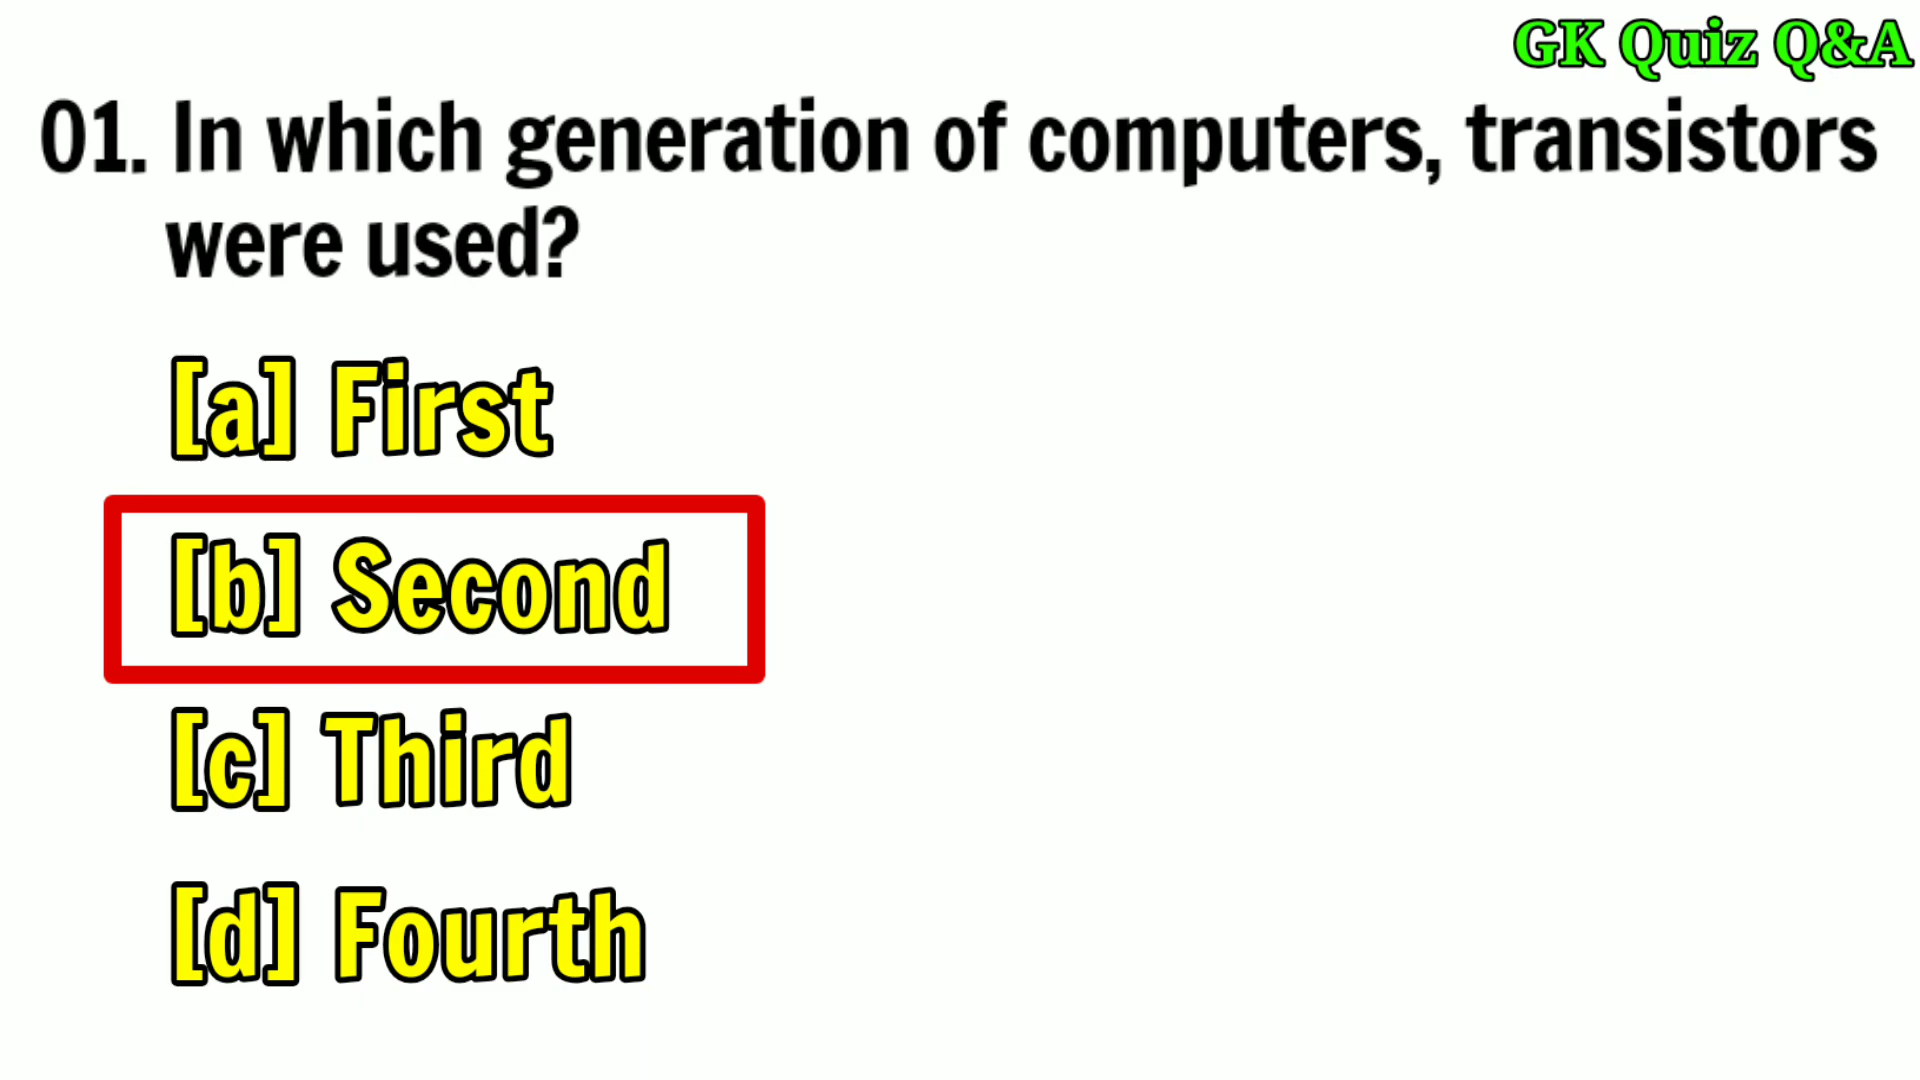 GK Quiz Q&A
01. In which generation of computers, transistors
were used?
[a] First
[b] Second
[c] Third
[d] Fourth